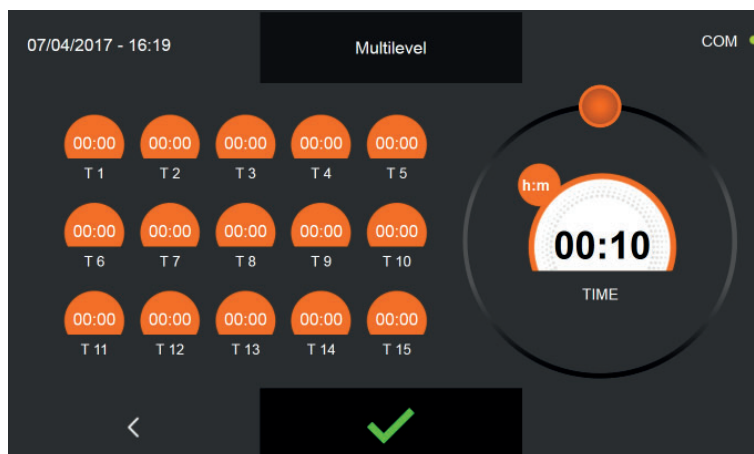 07/04/2017 - 16:19
Multilevel
COM
00:00 00:00 00:00 00:00 00:00
T 1 T 2 T 3 T 4 T 5
00:00 00:00 00:00 00:00 00:00
T 6 T 7 T 8 T 9 T 10
00:00 00:00 00:00 00:00 00:00
T 11 T 12 T 13 T 14 T 15
h:m
00:10
TIME